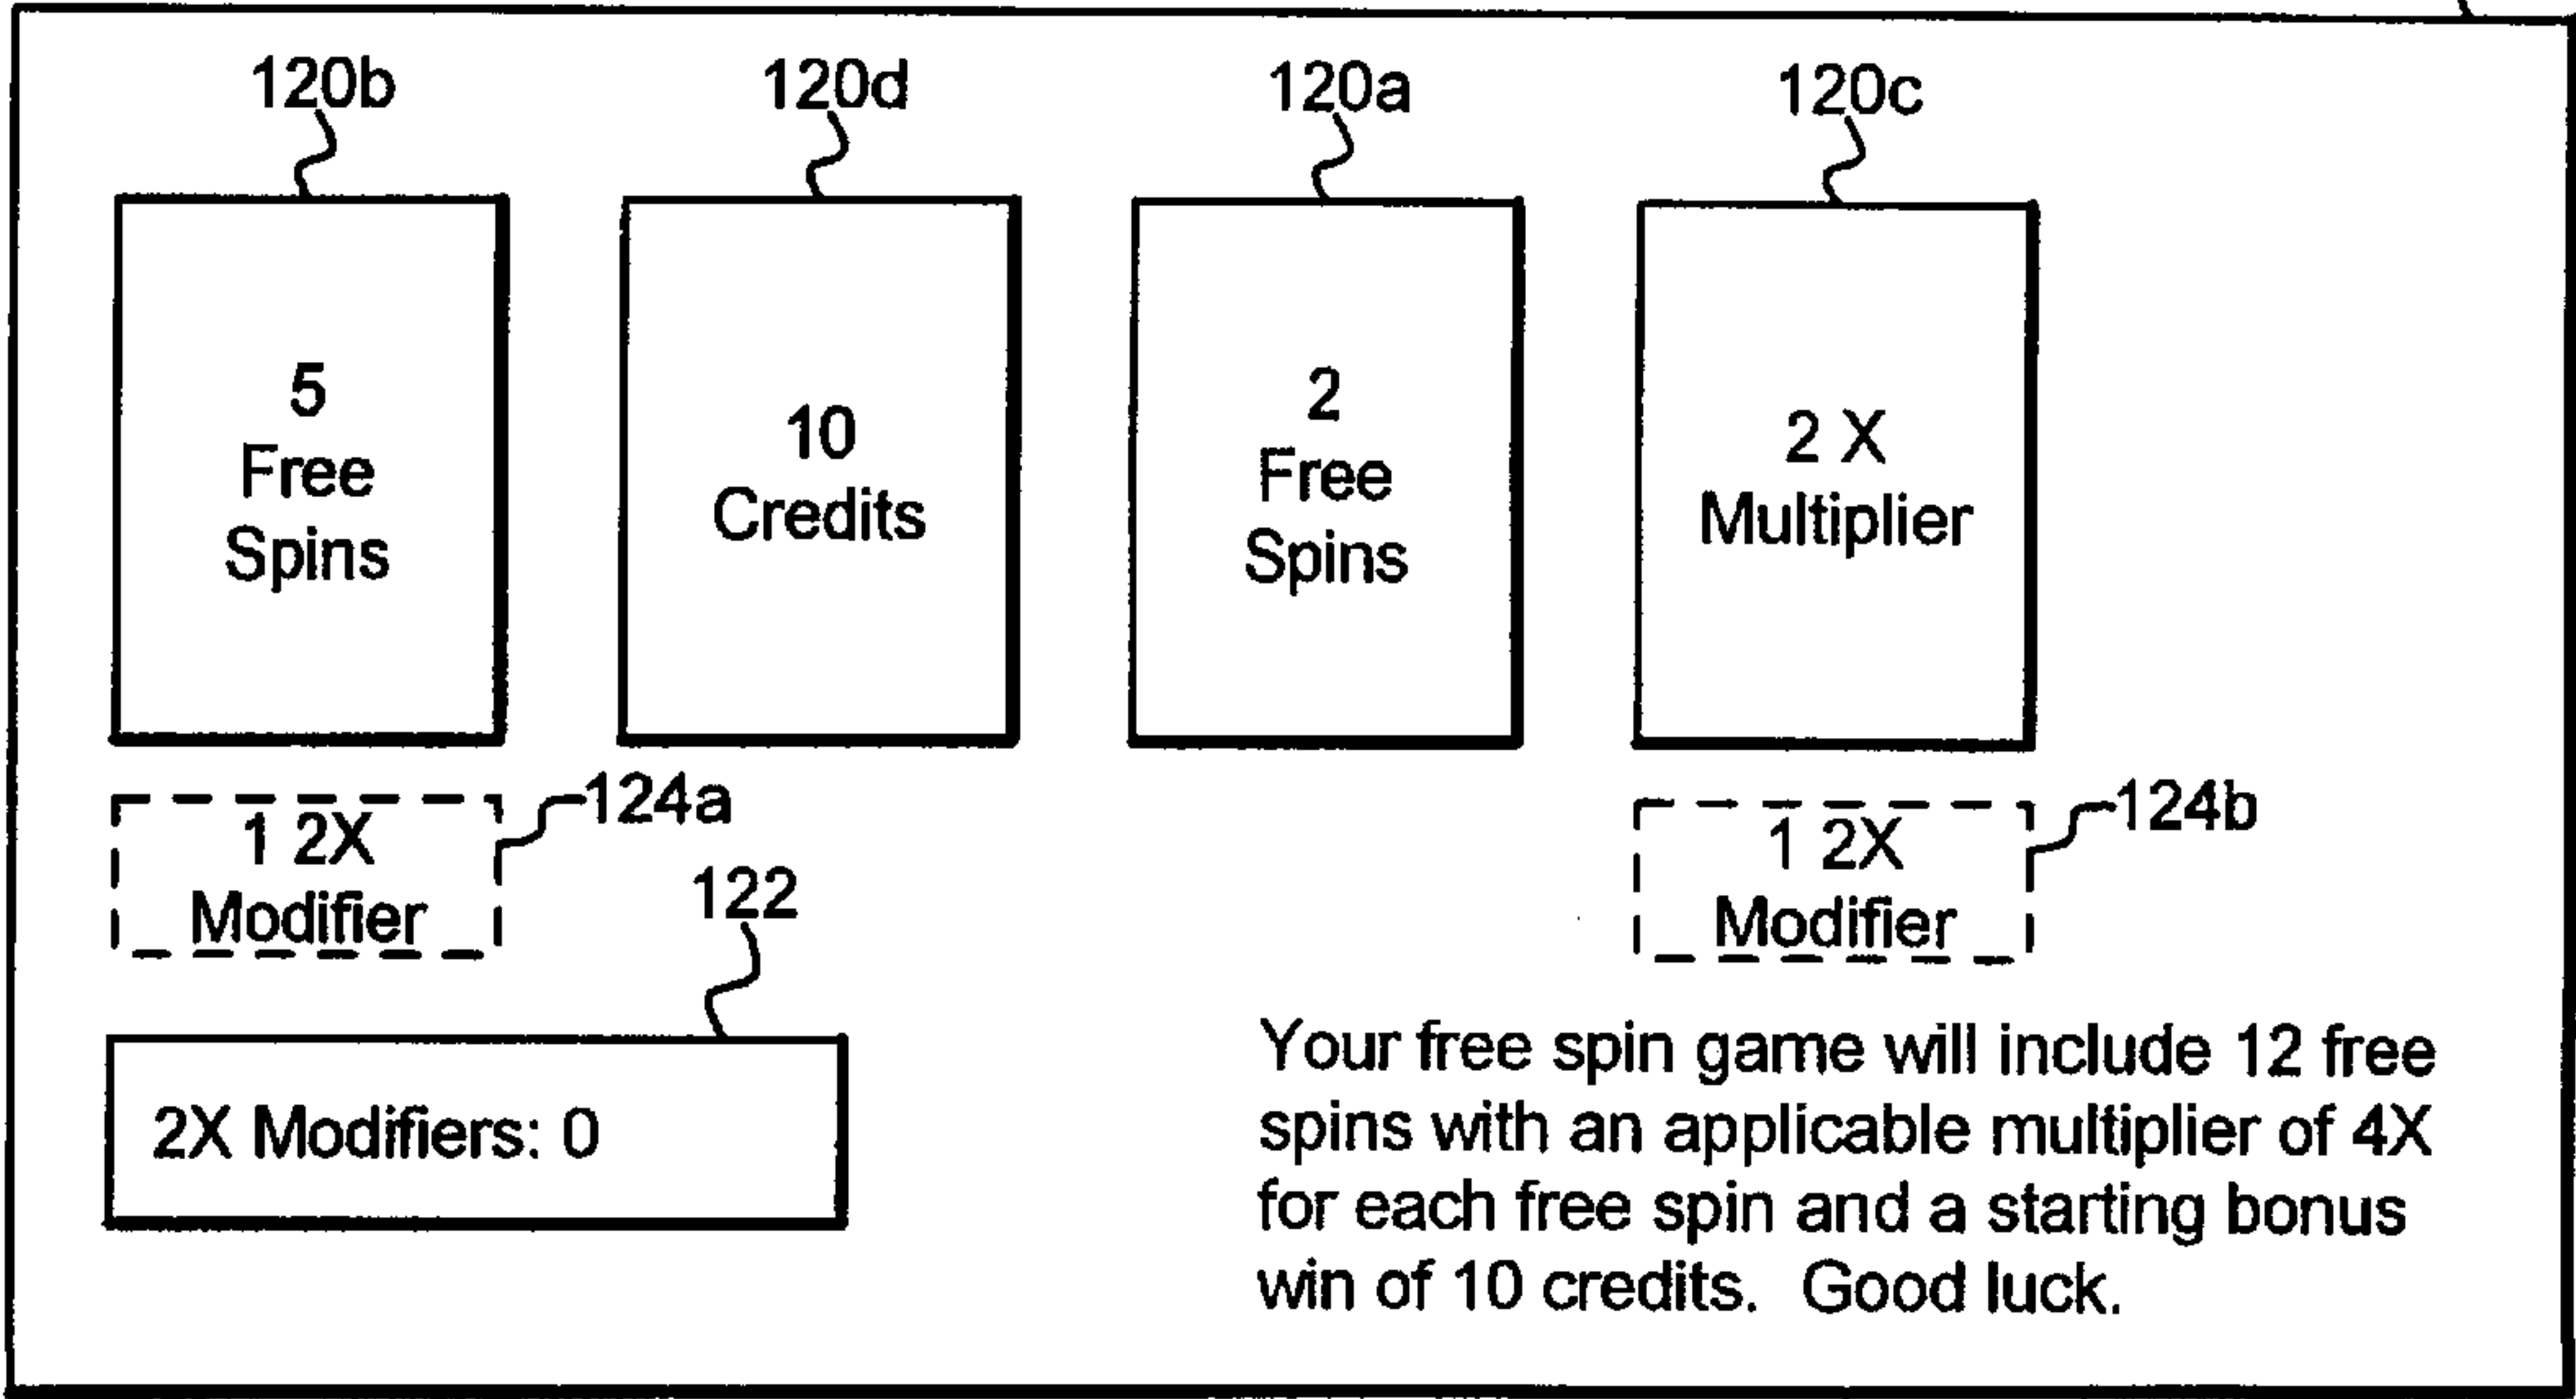 120b 120d 120a 120c
5
Free
Spins
10
Credits
2
Free
Spins
2 X
Multiplier
1 2X
Modifier
124a
1 2X
Modifier
124b
122
2X Modifiers: 0
Your free spin game will include 12 free
spins with an applicable multiplier of 4X
for each free spin and a starting bonus
win of 10 credits. Good luck.